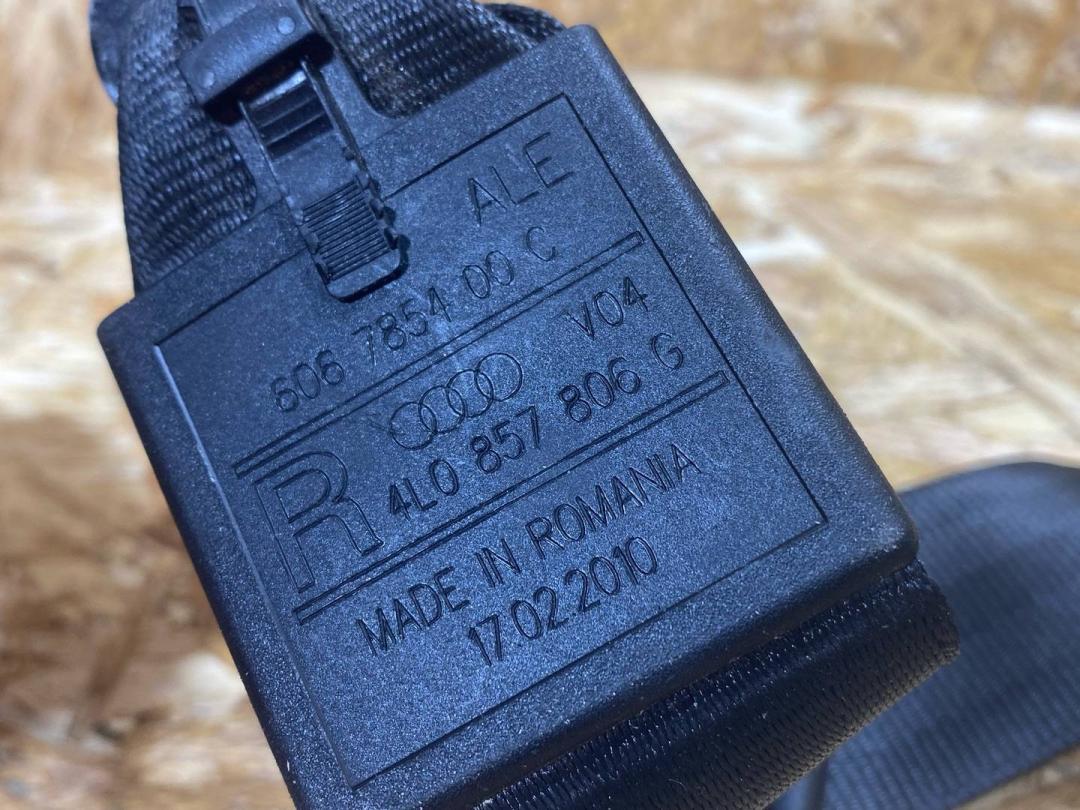 ALE
606 7854 00 C
V04
4L0 857 806 G
R
MADE IN ROMANIA
17.02.2010